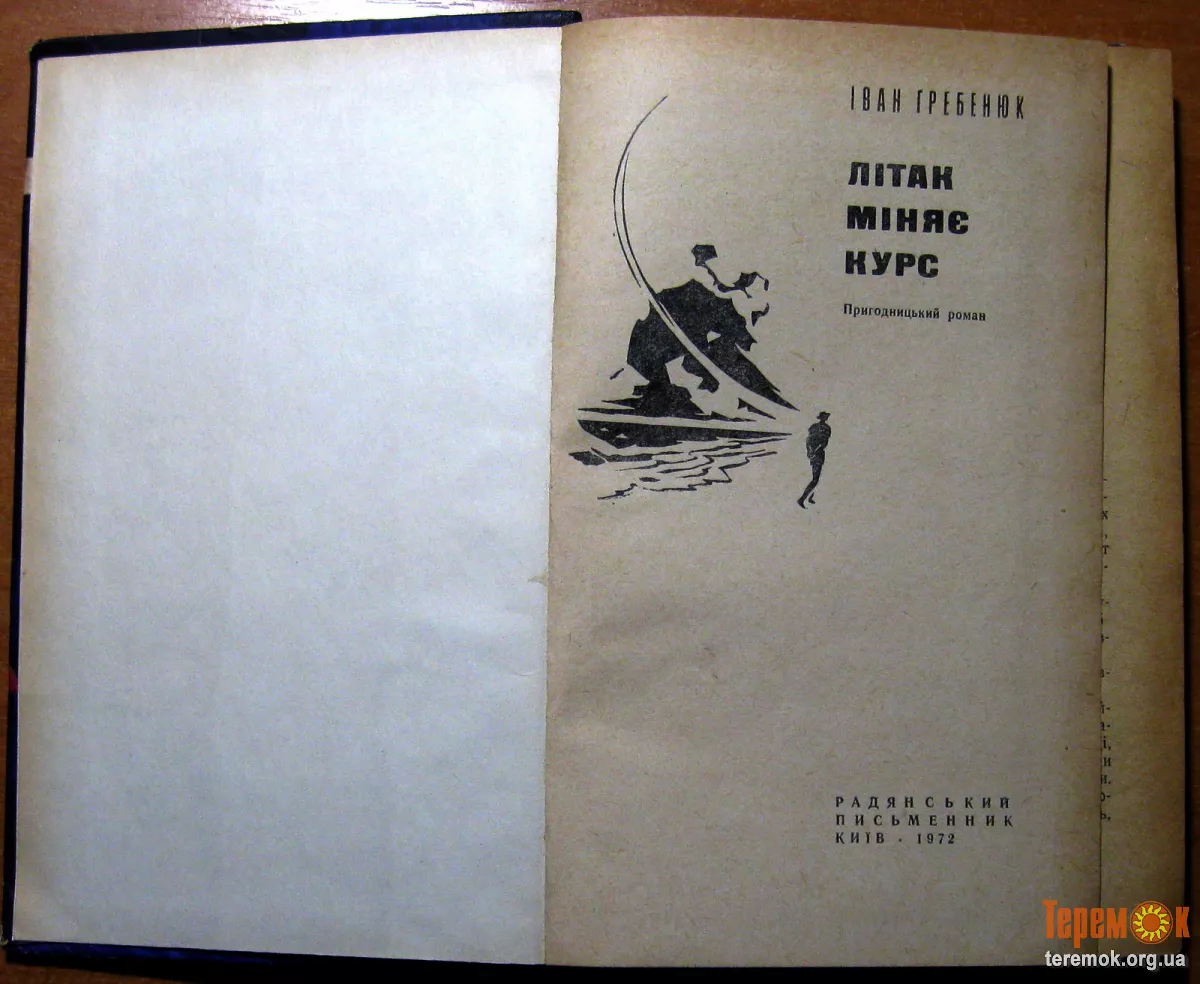 ІВАН ГРЕБЕНЮК
ЛІТАК
МІНЯЄ
КУРС
Пригодницький роман
РАДЯНСЬКИЙ
ПИСЬМЕННИК
КИЇВ · 1972
Теремок
teremok.org.ua